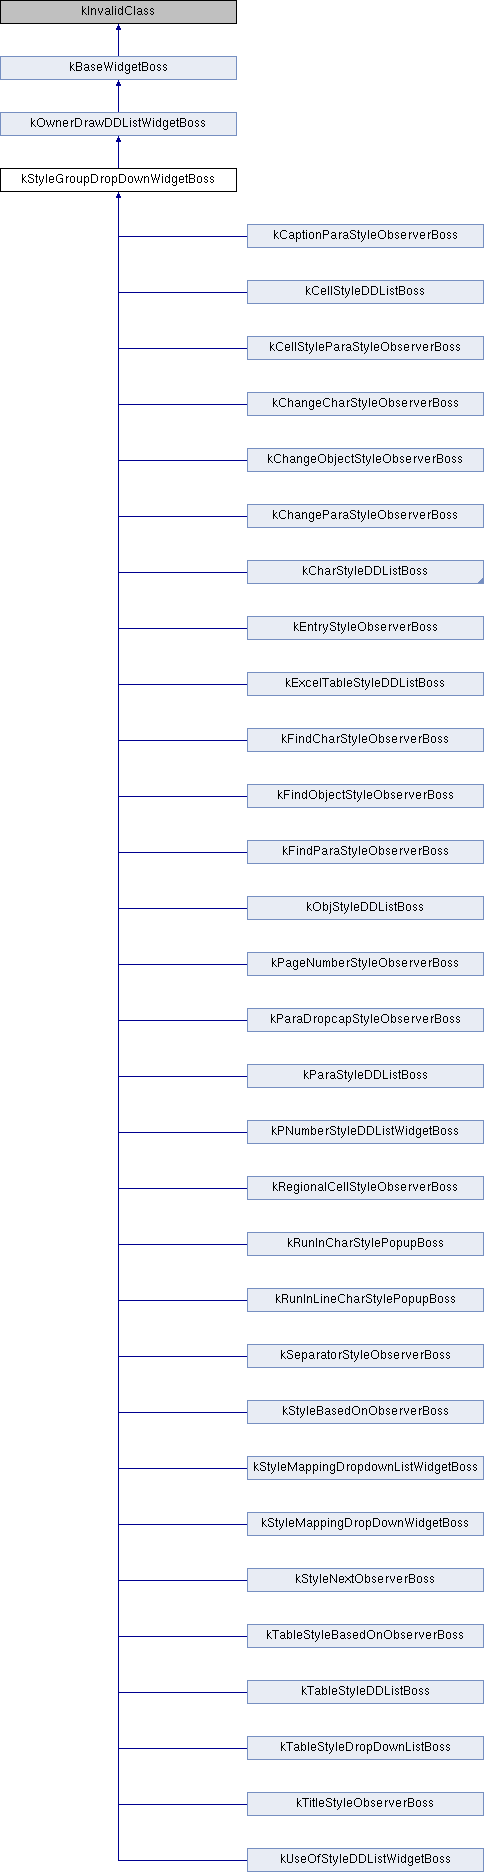 kInvalidClass
kBaseWidgetBoss
kOwnerDrawDDListWidgetBoss
kStyleGroupDropDownWidgetBoss
kCaptionParaStyleObserverBoss
kCellStyleDDListBoss
kCellStyleParaStyleObserverBoss
kChangeCharStyleObserverBoss
kChangeObjectStyleObserverBoss
kChangeParaStyleObserverBoss
kCharStyleDDListBoss
kEntryStyleObserverBoss
kExcelTableStyleDDListBoss
kFindCharStyleObserverBoss
kFindObjectStyleObserverBoss
kFindParaStyleObserverBoss
kObjStyleDDListBoss
kPageNumberStyleObserverBoss
kParaDropcapStyleObserverBoss
kParaStyleDDListBoss
kPNumberStyleDDListWidgetBoss
kRegionalCellStyleObserverBoss
kRunInCharStylePopupBoss
kRunInLineCharStylePopupBoss
kSeparatorStyleObserverBoss
kStyleBasedOnObserverBoss
kStyleMappingDropdownListWidgetBoss
kStyleMappingDropDownWidgetBoss
kStyleNextObserverBoss
kTableStyleBasedOnObserverBoss
kTableStyleDDListBoss
kTableStyleDropDownListBoss
kTitleStyleObserverBoss
kUseOfStyleDDListWidgetBoss